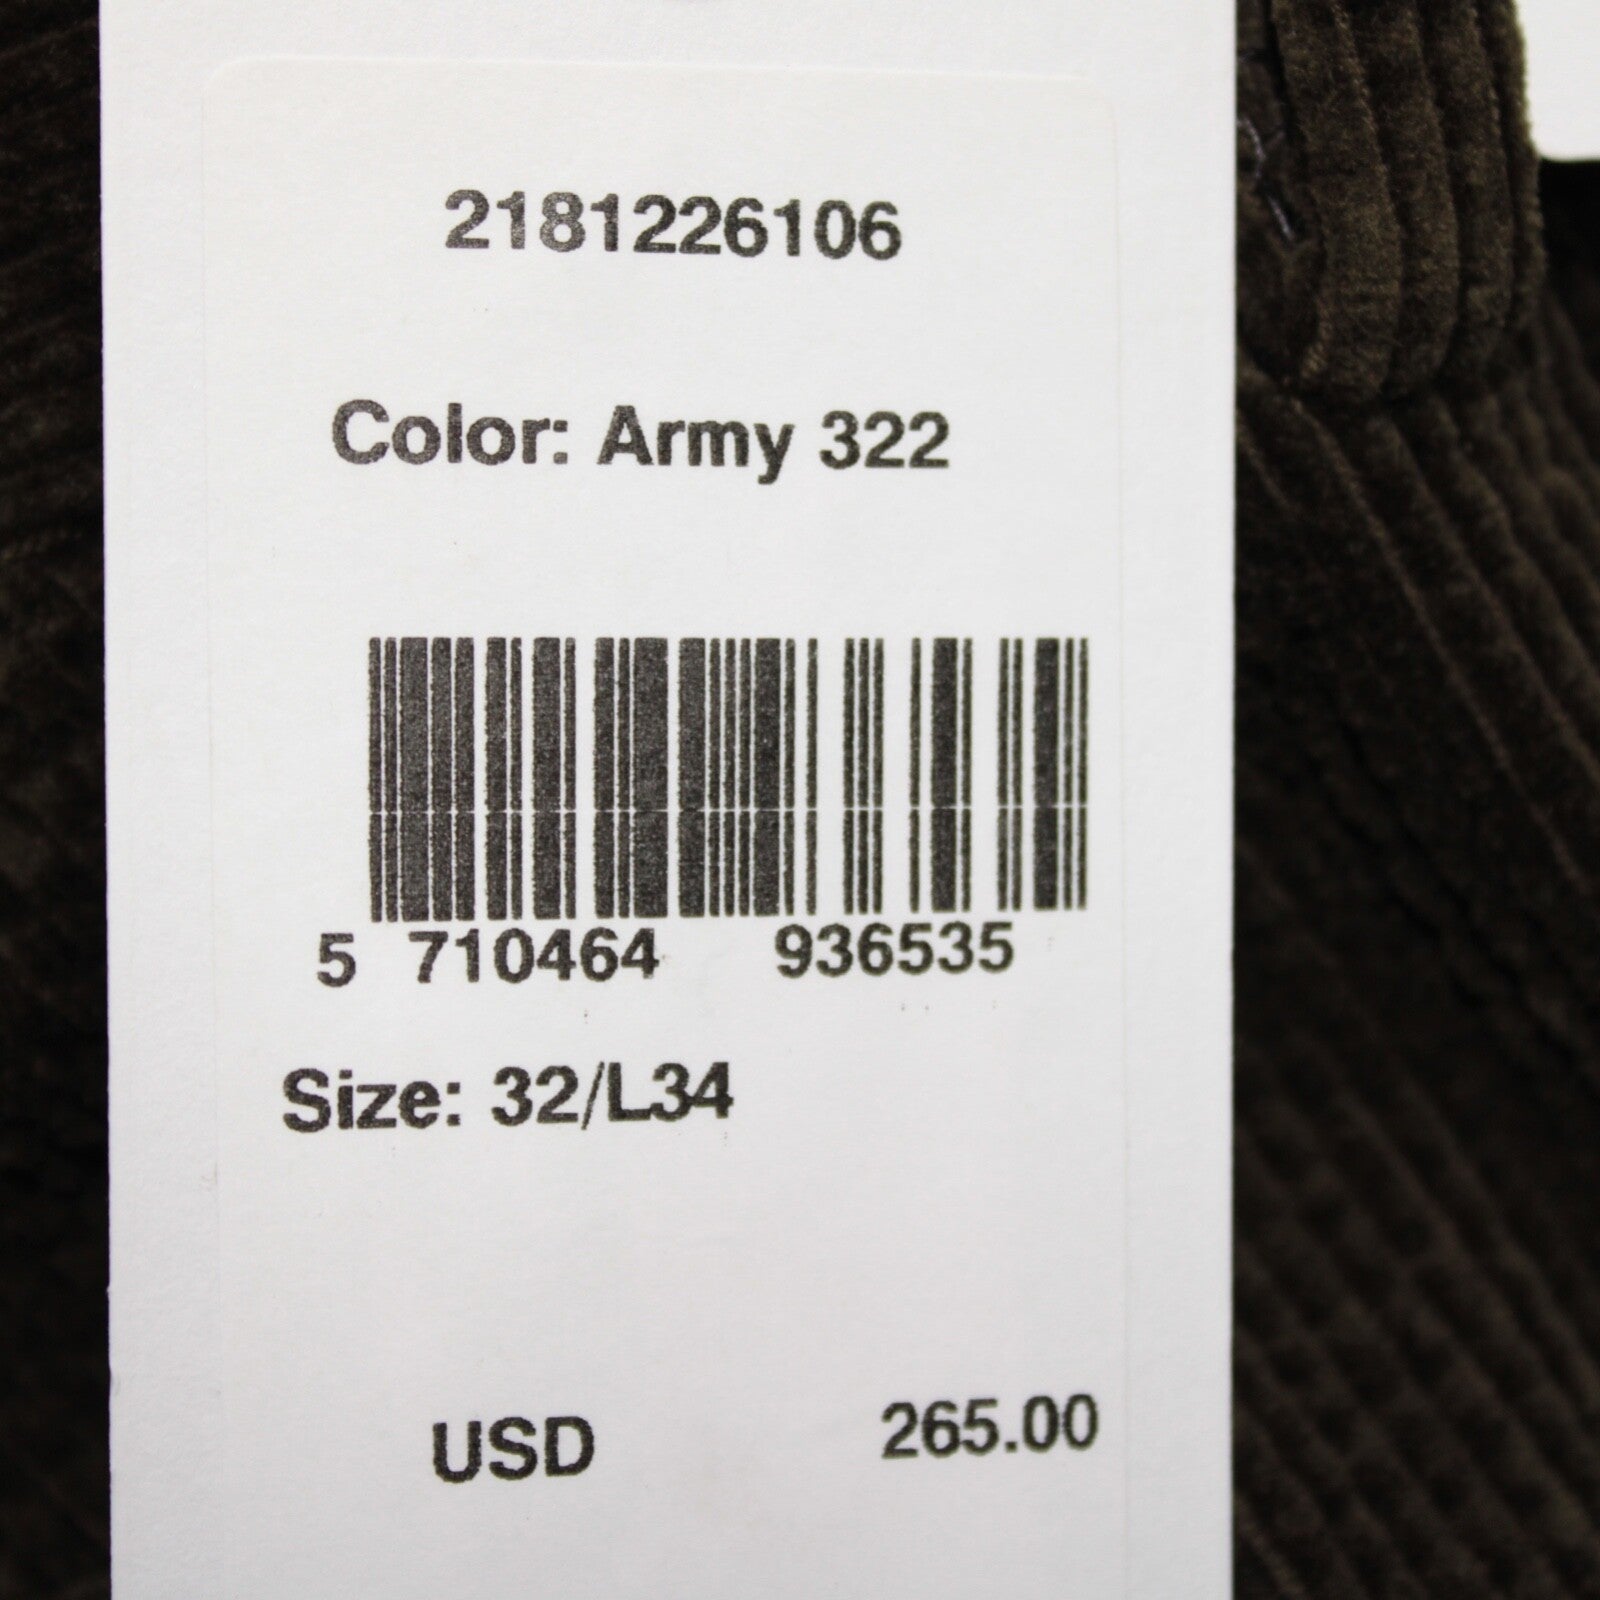 2181226106
Color: Army 322
5 710464 936535
Size: 32/L34
USD 265.00